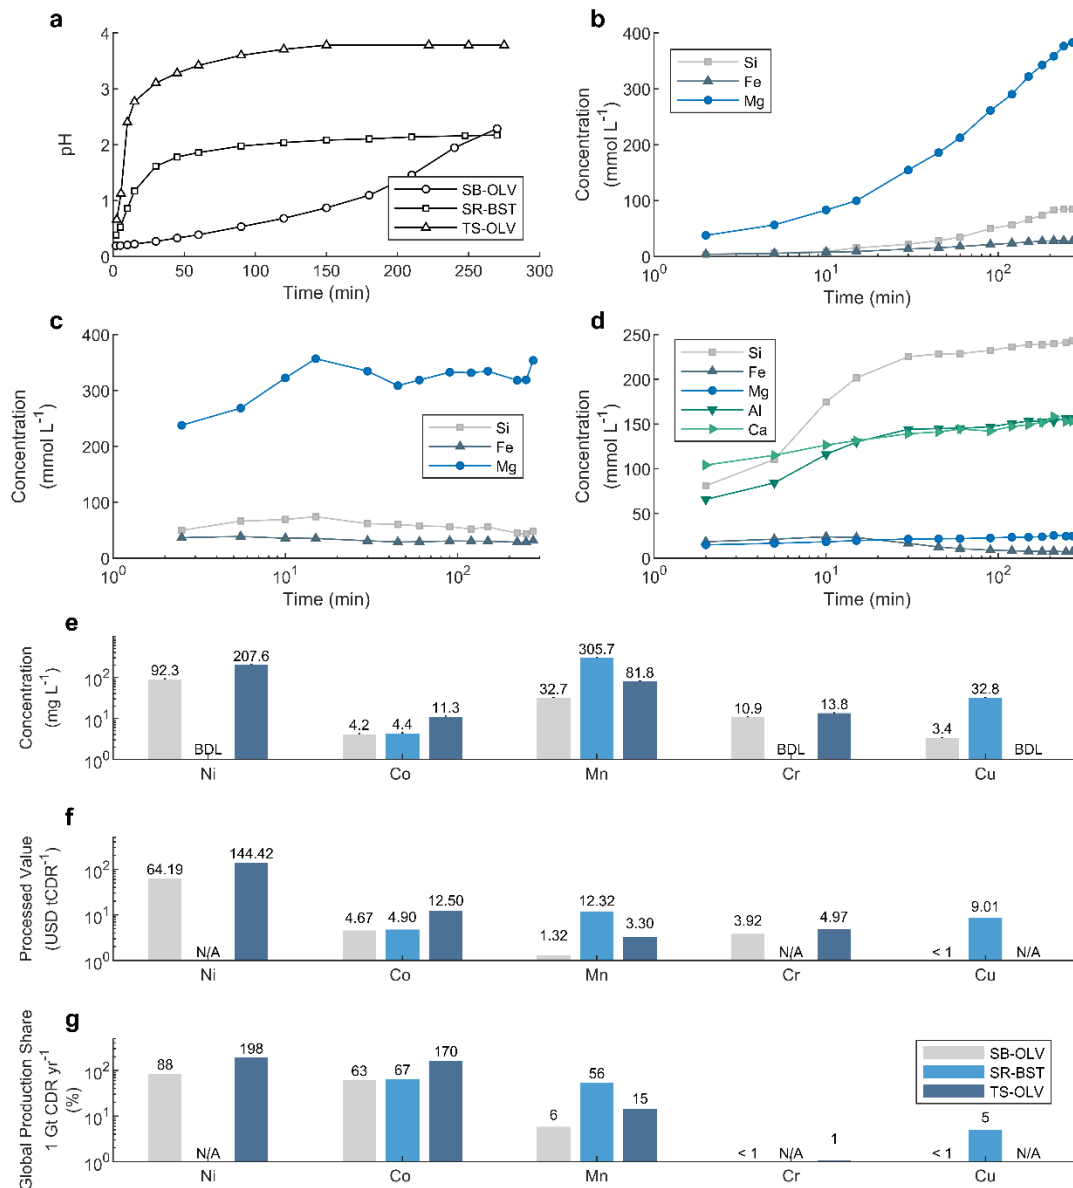 a
4
3
2
1
0
pH
0
50
100
150
200
250
300
Time (min)
SB-OLV
SR-BST
TS-OLV
b
400
300
200
100
0
Concentration
(mmol L⁻¹)
10⁰
10¹
10²
Time (min)
Si
Fe
Mg
c
400
300
200
100
0
Concentration
(mmol L⁻¹)
10⁰
10¹
10²
Time (min)
Si
Fe
Mg
d
250
200
150
100
50
0
Concentration
(mmol L⁻¹)
10⁰
10¹
10²
Time (min)
Si
Fe
Mg
Al
Ca
e
Concentration
(mg L⁻¹)
10²
10¹
10⁰
92.3
BDL
207.6
4.2
4.4
11.3
32.7
305.7
81.8
10.9
BDL
13.8
3.4
32.8
BDL
Ni
Co
Mn
Cr
Cu
f
Processed Value
(USD tCDR⁻¹)
10²
10¹
10⁰
64.19
N/A
144.42
4.67
4.90
12.50
1.32
12.32
3.30
3.92
N/A
4.97
< 1
9.01
N/A
Ni
Co
Mn
Cr
Cu
g
Global Production Share
1 Gt CDR yr⁻¹
(%)
10²
10¹
10⁰
88
N/A
198
63
67
170
6
56
15
< 1
N/A
1
< 1
5
N/A
Ni
Co
Mn
Cr
Cu
SB-OLV
SR-BST
TS-OLV